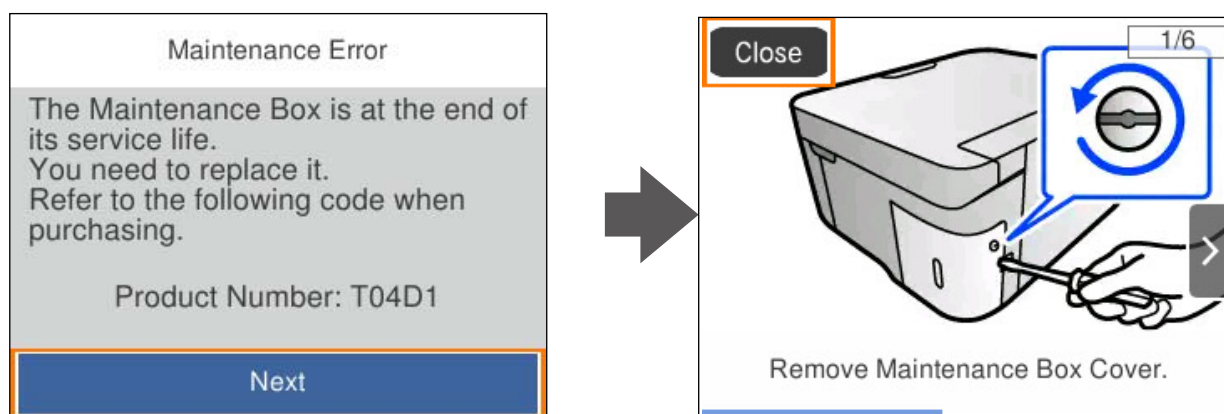 Maintenance Error
The Maintenance Box is at the end of
its service life.
You need to replace it.
Refer to the following code when
purchasing.
Product Number: T04D1
Next
Close
1/6
Remove Maintenance Box Cover.